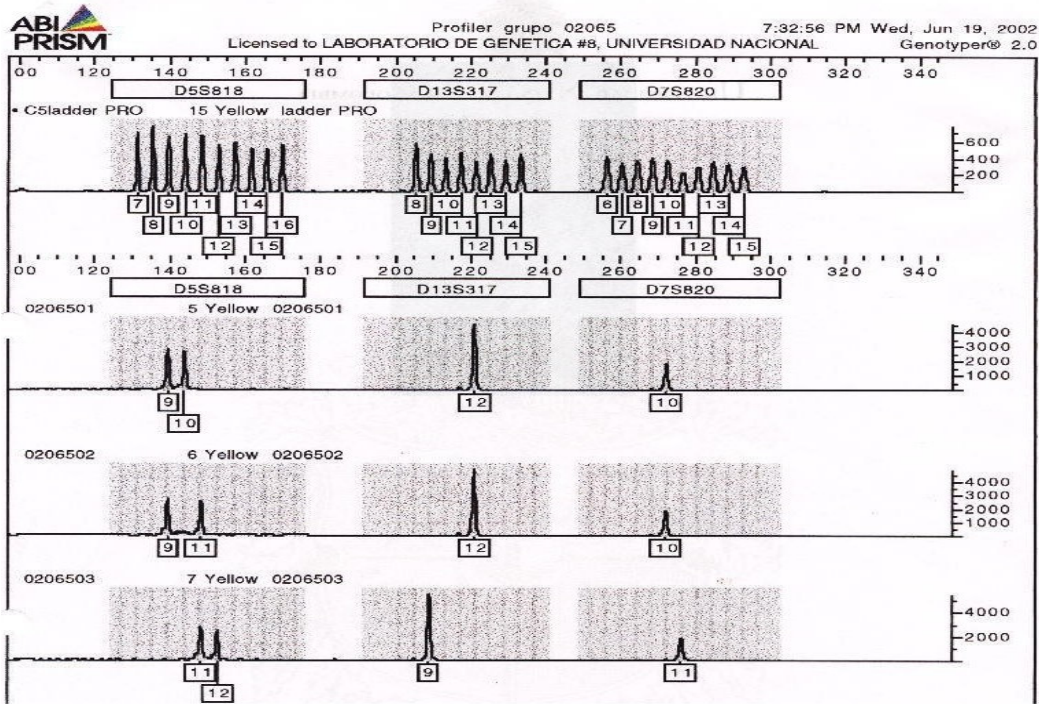 ABI
PRISM
Profiler grupo 02065 7:32:56 PM Wed, Jun 19, 2002
Licensed to LABORATORIO DE GENETICA #8, UNIVERSIDAD NACIONAL Genotyper® 2.0
00 120 140 160 180 200 220 240 260 280 300 320 340
D5S818 D13S317 D7S820
C5ladder PRO 15 Yellow ladder PRO
600
400
200
7 9 11 14 8 10 13 6 8 10 13
8 10 13 16 9 11 14 7 9 11 14
12 15 12 15 12 15
00 120 140 160 180 200 220 240 260 280 300 320 340
D5S818 D13S317 D7S820
0206501 5 Yellow 0206501
4000
3000
2000
1000
9 12 10
10
0206502 6 Yellow 0206502
4000
3000
2000
1000
9 11 12 10
0206503 7 Yellow 0206503
4000
2000
11 9 11
12